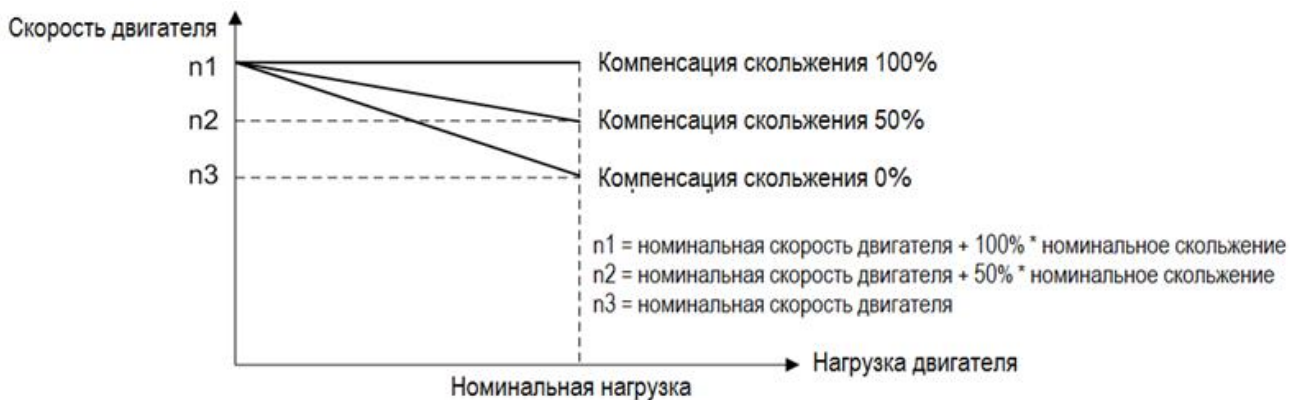 Скорость двигателя
n1
Компенсация скольжения 100%
n2
Компенсация скольжения 50%
n3
Компенсация скольжения 0%
n1 = номинальная скорость двигателя + 100% * номинальное скольжение
n2 = номинальная скорость двигателя + 50% * номинальное скольжение
n3 = номинальная скорость двигателя
Нагрузка двигателя
Номинальная нагрузка